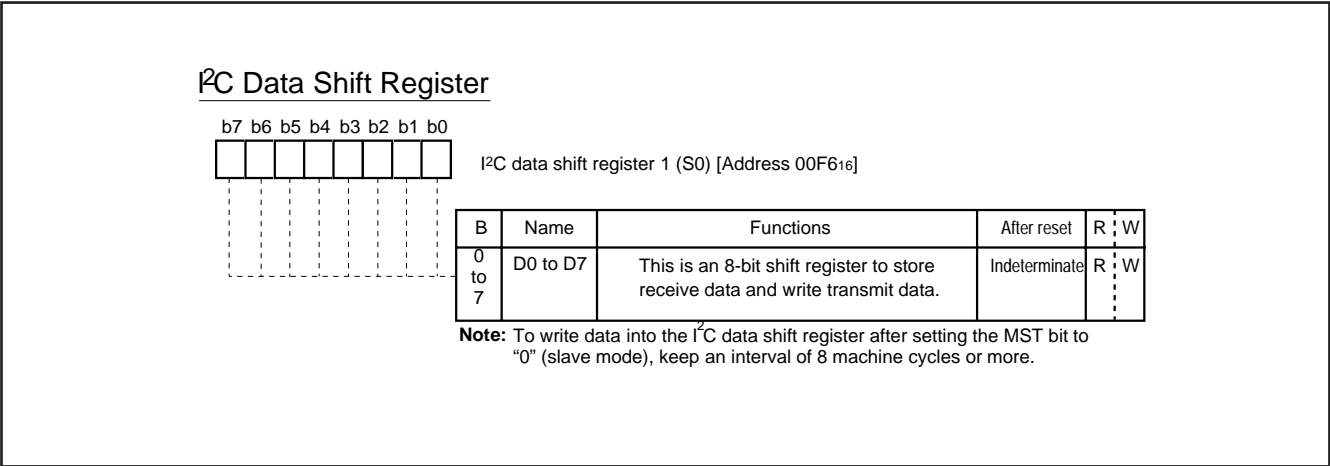 I²C Data Shift Register
b7 b6 b5 b4 b3 b2 b1 b0
I²C data shift register 1 (S0) [Address 00F6₁₆]
B Name Functions After reset R W
0 to 7 D0 to D7 This is an 8-bit shift register to store Indeterminate R W
receive data and write transmit data.
Note: To write data into the I²C data shift register after setting the MST bit to
“0” (slave mode), keep an interval of 8 machine cycles or more.